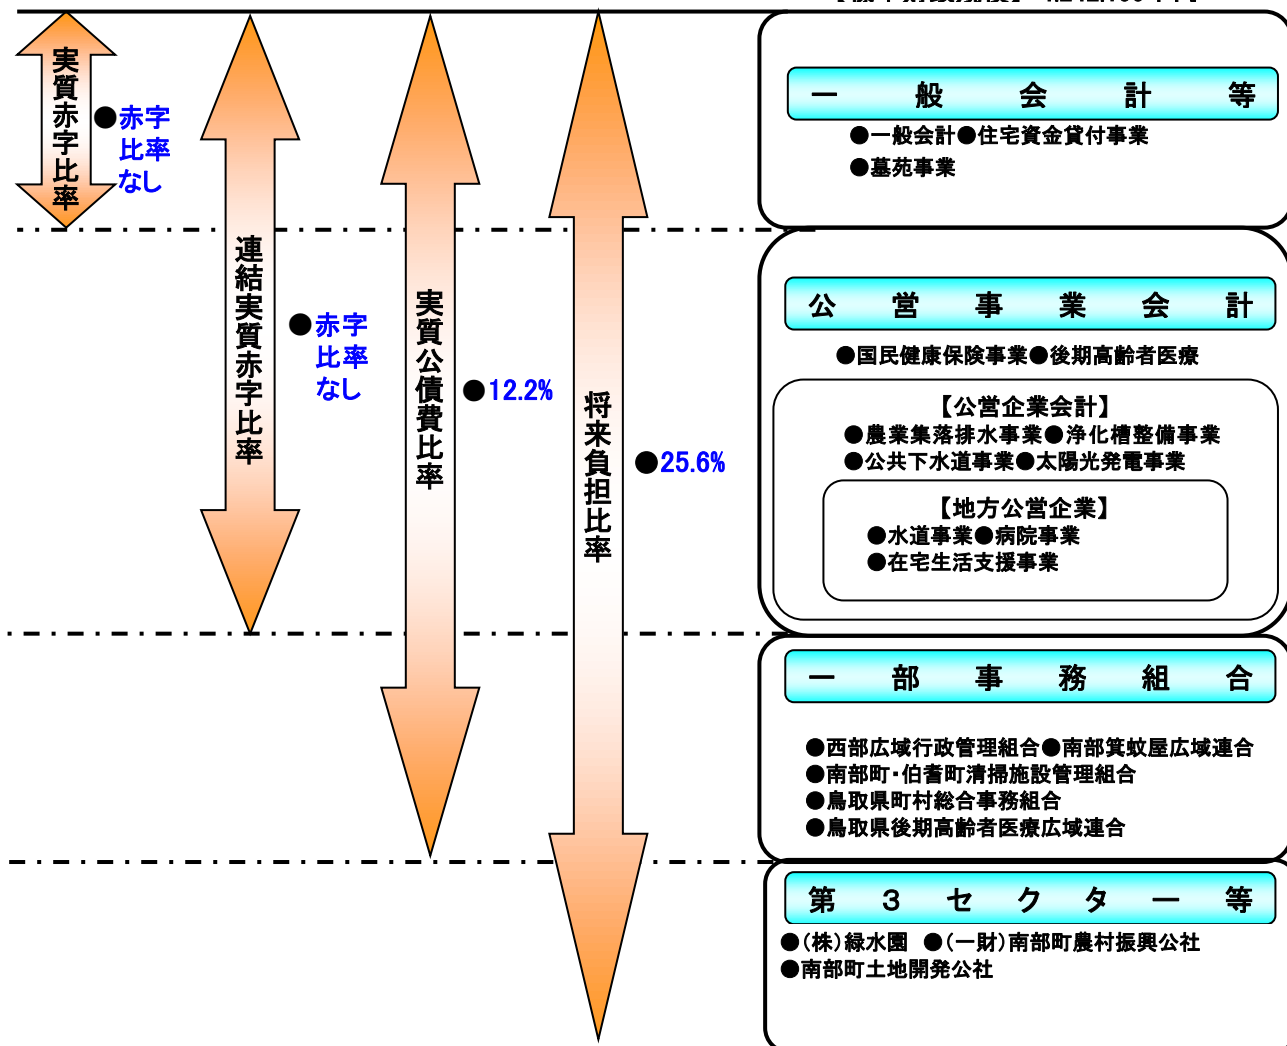 実質赤字比率
●赤字
比率
なし
連結実質赤字比率
●赤字
比率
なし
実質公債費比率
●12.2%
将来負担比率
●25.6%
一般会計等
●一般会計●住宅資金貸付事業
●墓苑事業
公営事業会計
●国民健康保険事業●後期高齢者医療
【公営企業会計】
●農業集落排水事業●浄化槽整備事業
●公共下水道事業●太陽光発電事業
【地方公営企業】
●水道事業●病院事業
●在宅生活支援事業
一部事務組合
●西部広域行政管理組合●南部箕蚊屋広域連合
●南部町・伯耆町清掃施設管理組合
●鳥取県町村総合事務組合
●鳥取県後期高齢者医療広域連合
第３セクター等
●(株)緑水園 ●(一財)南部町農村振興公社
●南部町土地開発公社